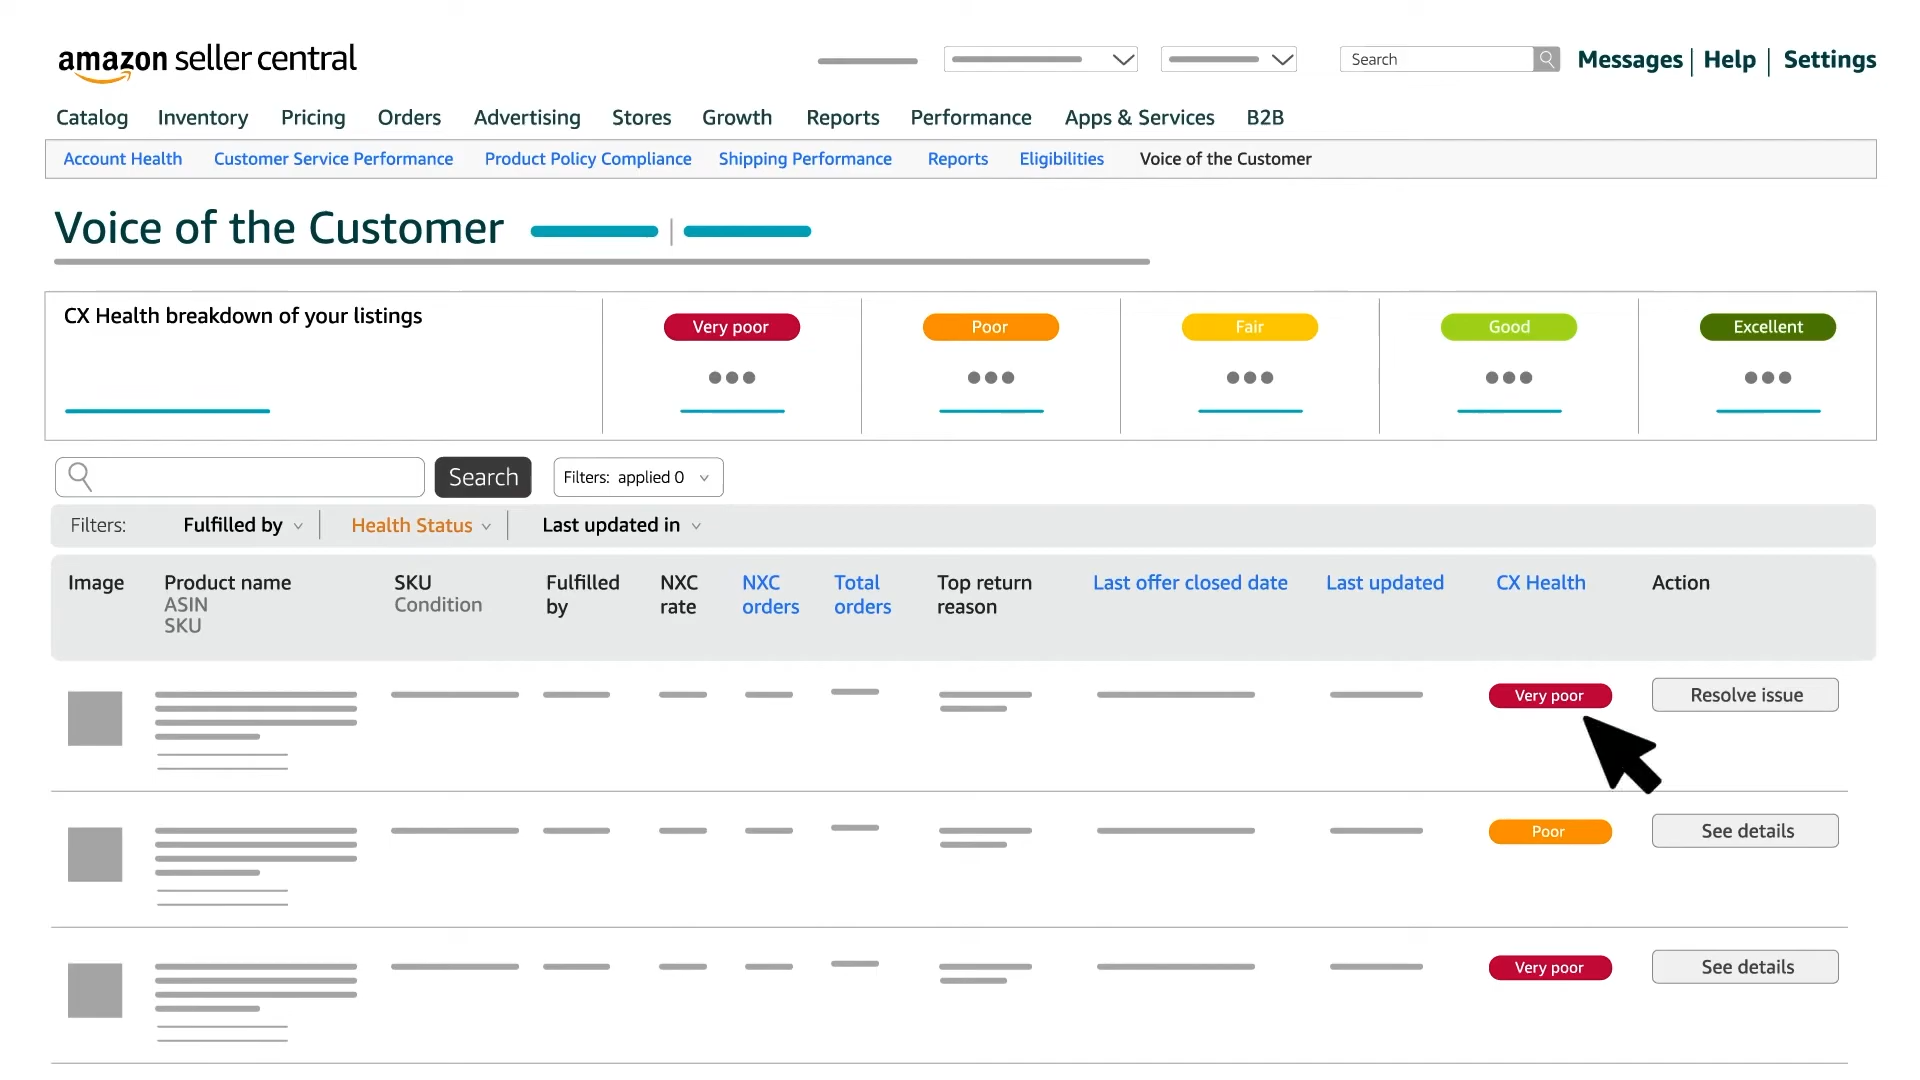 amazon seller central
Search
Messages | Help | Settings
Catalog Inventory Pricing Orders Advertising Stores Growth Reports Performance Apps & Services B2B
Account Health Customer Service Performance Product Policy Compliance Shipping Performance Reports Eligibilities Voice of the Customer
Voice of the Customer
CX Health breakdown of your listings
Very poor Poor Fair Good Excellent
Search Filters: applied 0
Filters: Fulfilled by Health Status Last updated in
Image
Product name
ASIN
SKU
SKU
Condition
Fulfilled
by
NXC
rate
NXC
orders
Total
orders
Top return
reason
Last offer closed date
Last updated
CX Health
Action
Very poor Resolve issue
Poor See details
Very poor See details